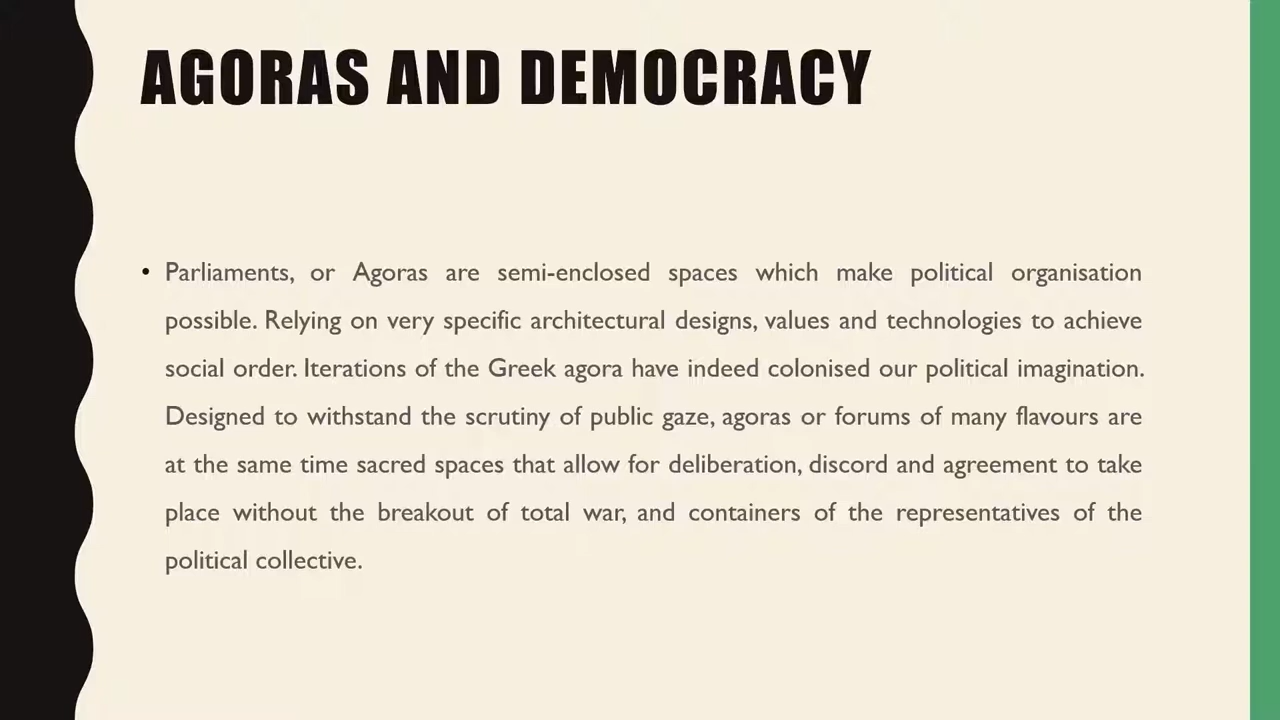 AGORAS AND DEMOCRACY
• Parliaments, or Agoras are semi-enclosed spaces which make political organisation
possible. Relying on very specific architectural designs, values and technologies to achieve
social order. Iterations of the Greek agora have indeed colonised our political imagination.
Designed to withstand the scrutiny of public gaze, agoras or forums of many flavours are
at the same time sacred spaces that allow for deliberation, discord and agreement to take
place without the breakout of total war, and containers of the representatives of the
political collective.